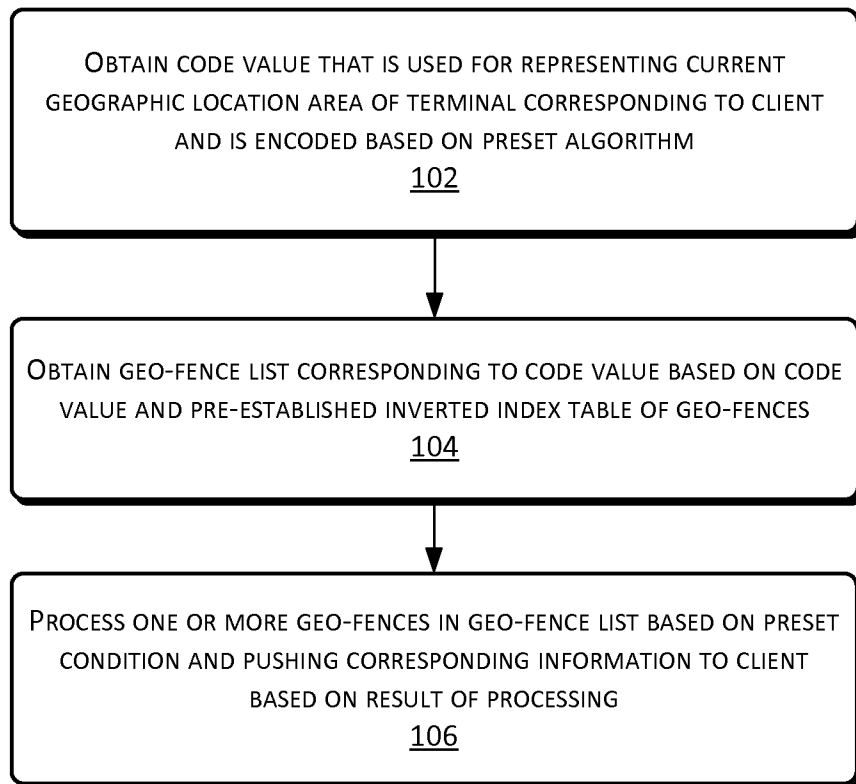 OBTAIN CODE VALUE THAT IS USED FOR REPRESENTING CURRENT
GEOGRAPHIC LOCATION AREA OF TERMINAL CORRESPONDING TO CLIENT
AND IS ENCODED BASED ON PRESET ALGORITHM
102
OBTAIN GEO-FENCE LIST CORRESPONDING TO CODE VALUE BASED ON CODE
VALUE AND PRE-ESTABLISHED INVERTED INDEX TABLE OF GEO-FENCES
104
PROCESS ONE OR MORE GEO-FENCES IN GEO-FENCE LIST BASED ON PRESET
CONDITION AND PUSHING CORRESPONDING INFORMATION TO CLIENT
BASED ON RESULT OF PROCESSING
106